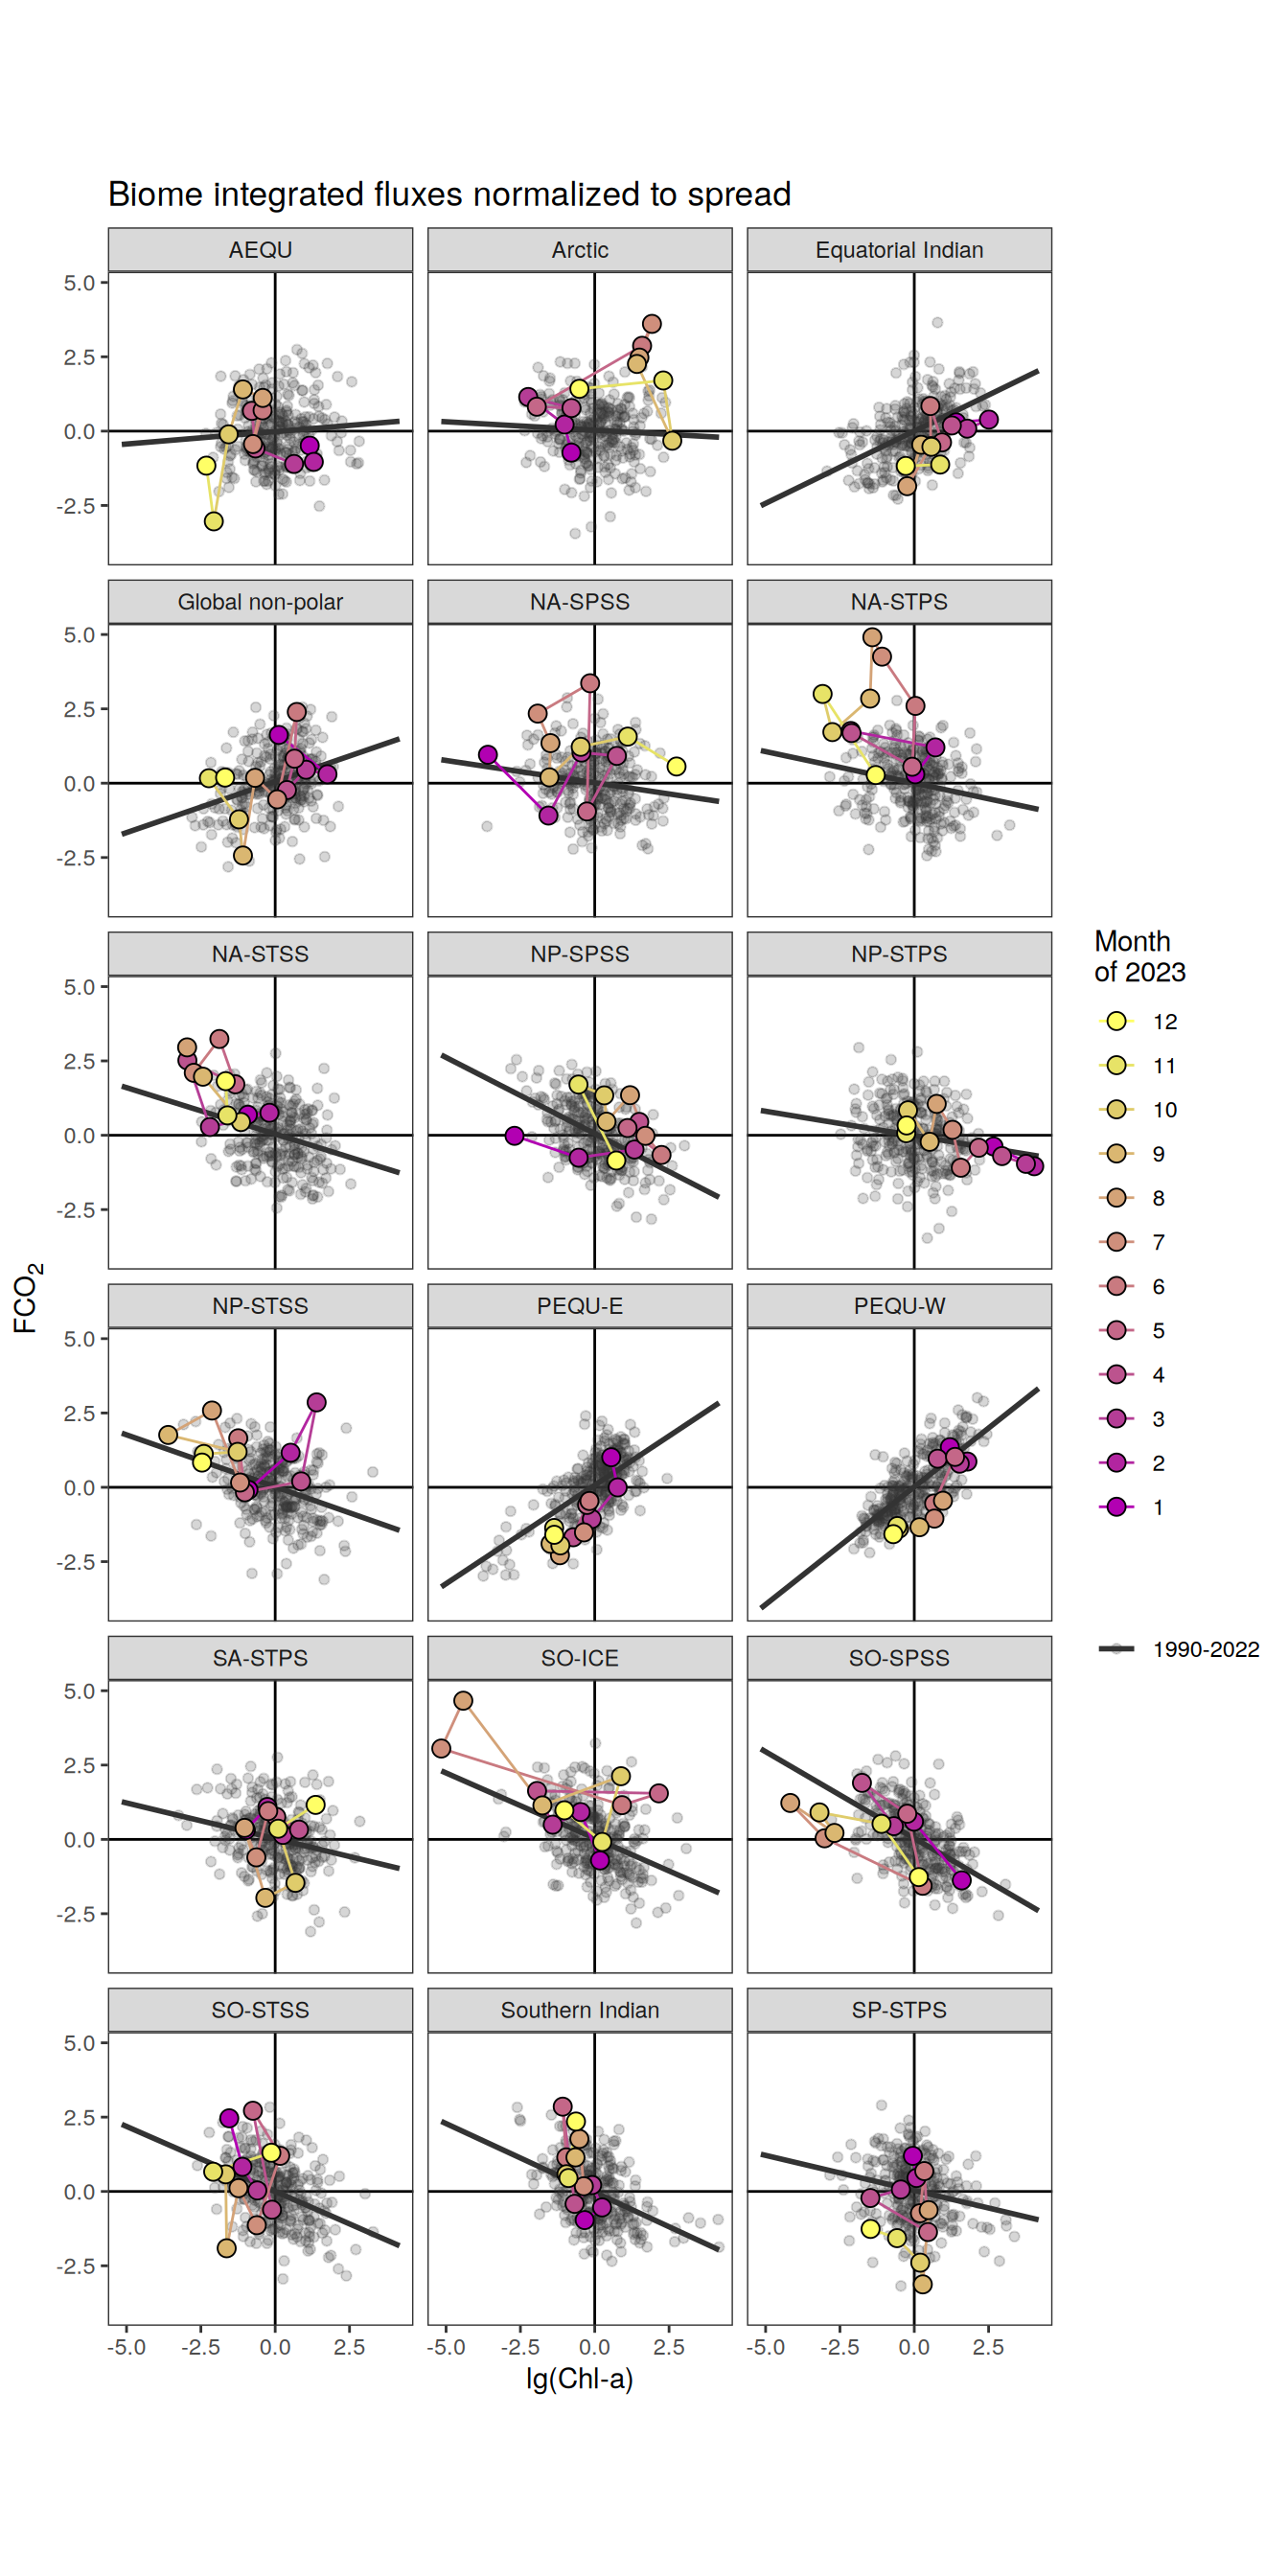 Biome integrated fluxes normalized to spread
AEQU
Arctic
Equatorial Indian
5.0
2.5
0.0
-2.5
Global non-polar
NA-SPSS
NA-STPS
5.0
2.5
0.0
-2.5
NA-STSS
NP-SPSS
NP-STPS
5.0
2.5
0.0
-2.5
NP-STSS
PEQU-E
PEQU-W
5.0
2.5
0.0
-2.5
SA-STPS
SO-ICE
SO-SPSS
5.0
2.5
0.0
-2.5
SO-STSS
Southern Indian
SP-STPS
5.0
2.5
0.0
-2.5
-5.0 -2.5 0.0 2.5
-5.0 -2.5 0.0 2.5
-5.0 -2.5 0.0 2.5
lg(Chl-a)
FCO₂
Month
of 2023
12
11
10
9
8
7
6
5
4
3
2
1
1990-2022